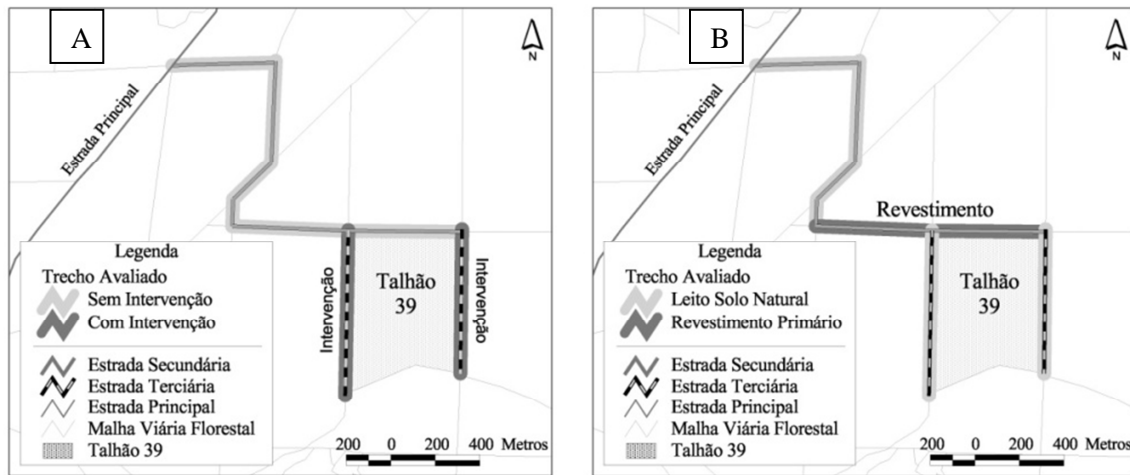 A
N
Estrada Principal
Legenda
Trecho Avaliado
Sem Intervenção
Com Intervenção
Estrada Secundária
Estrada Terciária
Estrada Principal
Malha Viária Florestal
Talhão 39
Intervenção
Talhão
39
Intervenção
200 0 200 400 Metros
B
N
Estrada Principal
Revestimento
Legenda
Trecho Avaliado
Leito Solo Natural
Revestimento Primário
Estrada Secundária
Estrada Terciária
Estrada Principal
Malha Viária Florestal
Talhão 39
Talhão
39
200 0 200 400 Metros